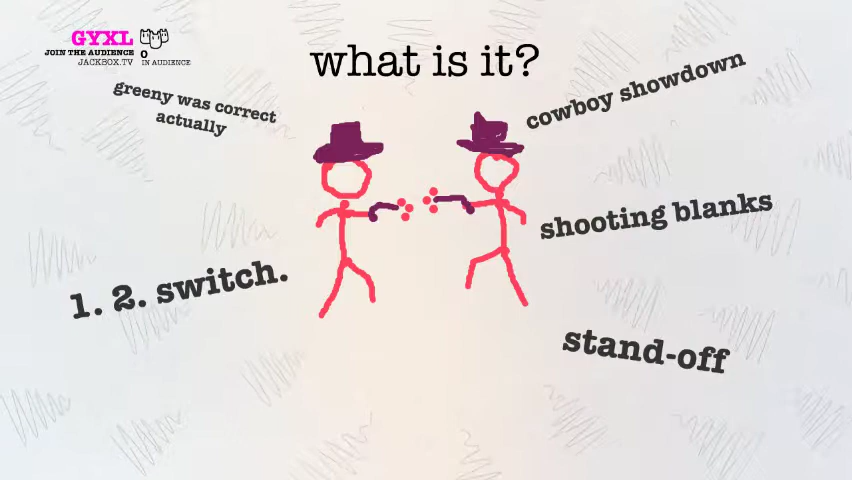 GYXL
JOIN THE AUDIENCE
JACKBOX.TV
0
IN AUDIENCE
what is it?
greeny was correct
actually
cowboy showdown
shooting blanks
1. 2. switch.
stand-off